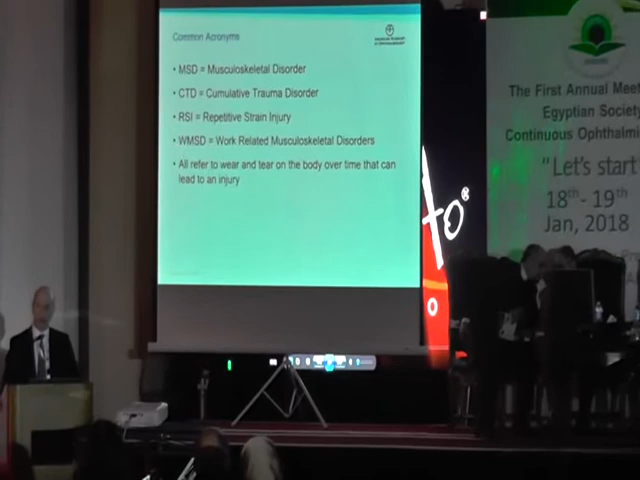 Common Acronyms
• MSD = Musculoskeletal Disorder
• CTD = Cumulative Trauma Disorder
• RSI = Repetitive Strain Injury
• WMSD = Work Related Musculoskeletal Disorders
• All refer to wear and tear on the body over time that can
lead to an injury
The First Annual Meet
Egyptian Society
Continuous Ophthalmi
"Let's start
18th - 19th
Jan, 2018